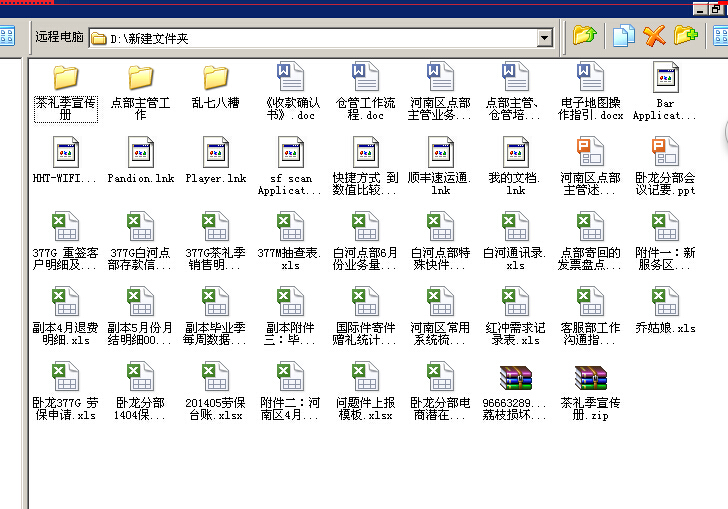 远程电脑 D:\新建文件夹
茶礼季宣传
册
点部主管工
作
乱七八糟
《收款确认
书》.doc
仓管工作流
程.doc
河南区点部
主管业务...
点部主管、
仓管培...
电子地图操
作指引.docx
Bar
Applicat...
HHT-WIFI...
Pandion.lnk
Player.lnk
sf scan
Applicat...
快捷方式 到
数值比较...
顺丰速运通.
lnk
我的文档.
lnk
河南区点部
主管述...
卧龙分部会
议记要.ppt
377G 重签客
户明细及...
377G白河点
部存款信...
377G茶礼季
销售明...
377M抽查表.
xls
白河点部6月
份业务量...
白河点部特
殊快件...
白河通讯录.
xls
点部寄回的
发票盘点...
附件一：新
服务区...
副本4月退费
明细.xls
副本5月份月
结明细00...
副本毕业季
每周数据...
副本附件
三：毕...
国际件寄件
赠礼统计...
河南区常用
系统梳...
红冲需求记
录表.xls
客服部工作
沟通指...
乔姑娘.xls
卧龙377G 劳
保申请.xls
卧龙分部
1404保...
201405劳保
台账.xlsx
附件二：河
南区4月...
问题件上报
模板.xlsx
卧龙分部电
商潜在...
96663289...
荔枝损坏...
茶礼季宣传
册.zip